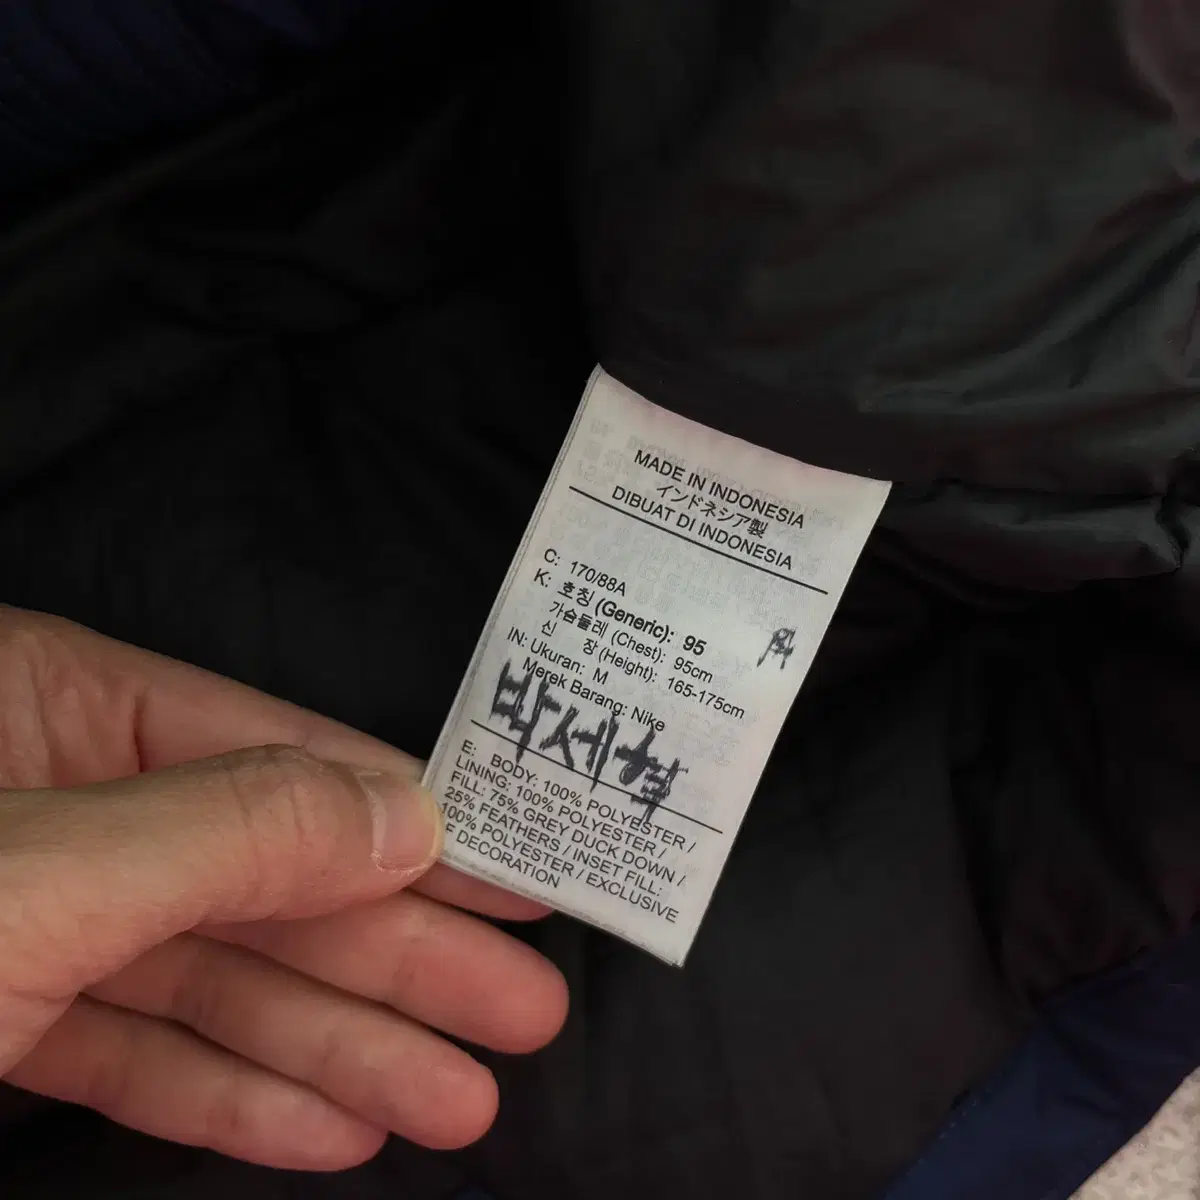 MADE IN INDONESIA
インドネシア製
DIBUAT DI INDONESIA
C: 170/88A
K: 호칭 (Generic): 95
가슴둘레 (Chest): 95cm
신 장 (Height): 165-175cm
IN: Ukuran: M
Merek Barang: Nike
박세
E: BODY: 100% POLYESTER /
LINING: 100% POLYESTER /
FILL: 75% GREY DUCK DOWN /
25% FEATHERS / INSET FILL:
100% POLYESTER / EXCLUSIVE
F DECORATION